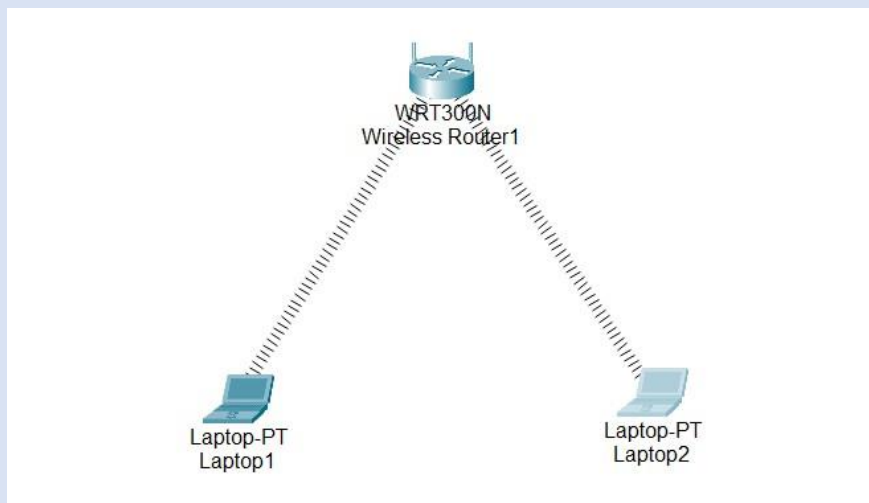 WRT300N
Wireless Router1
Laptop-PT
Laptop1
Laptop-PT
Laptop2